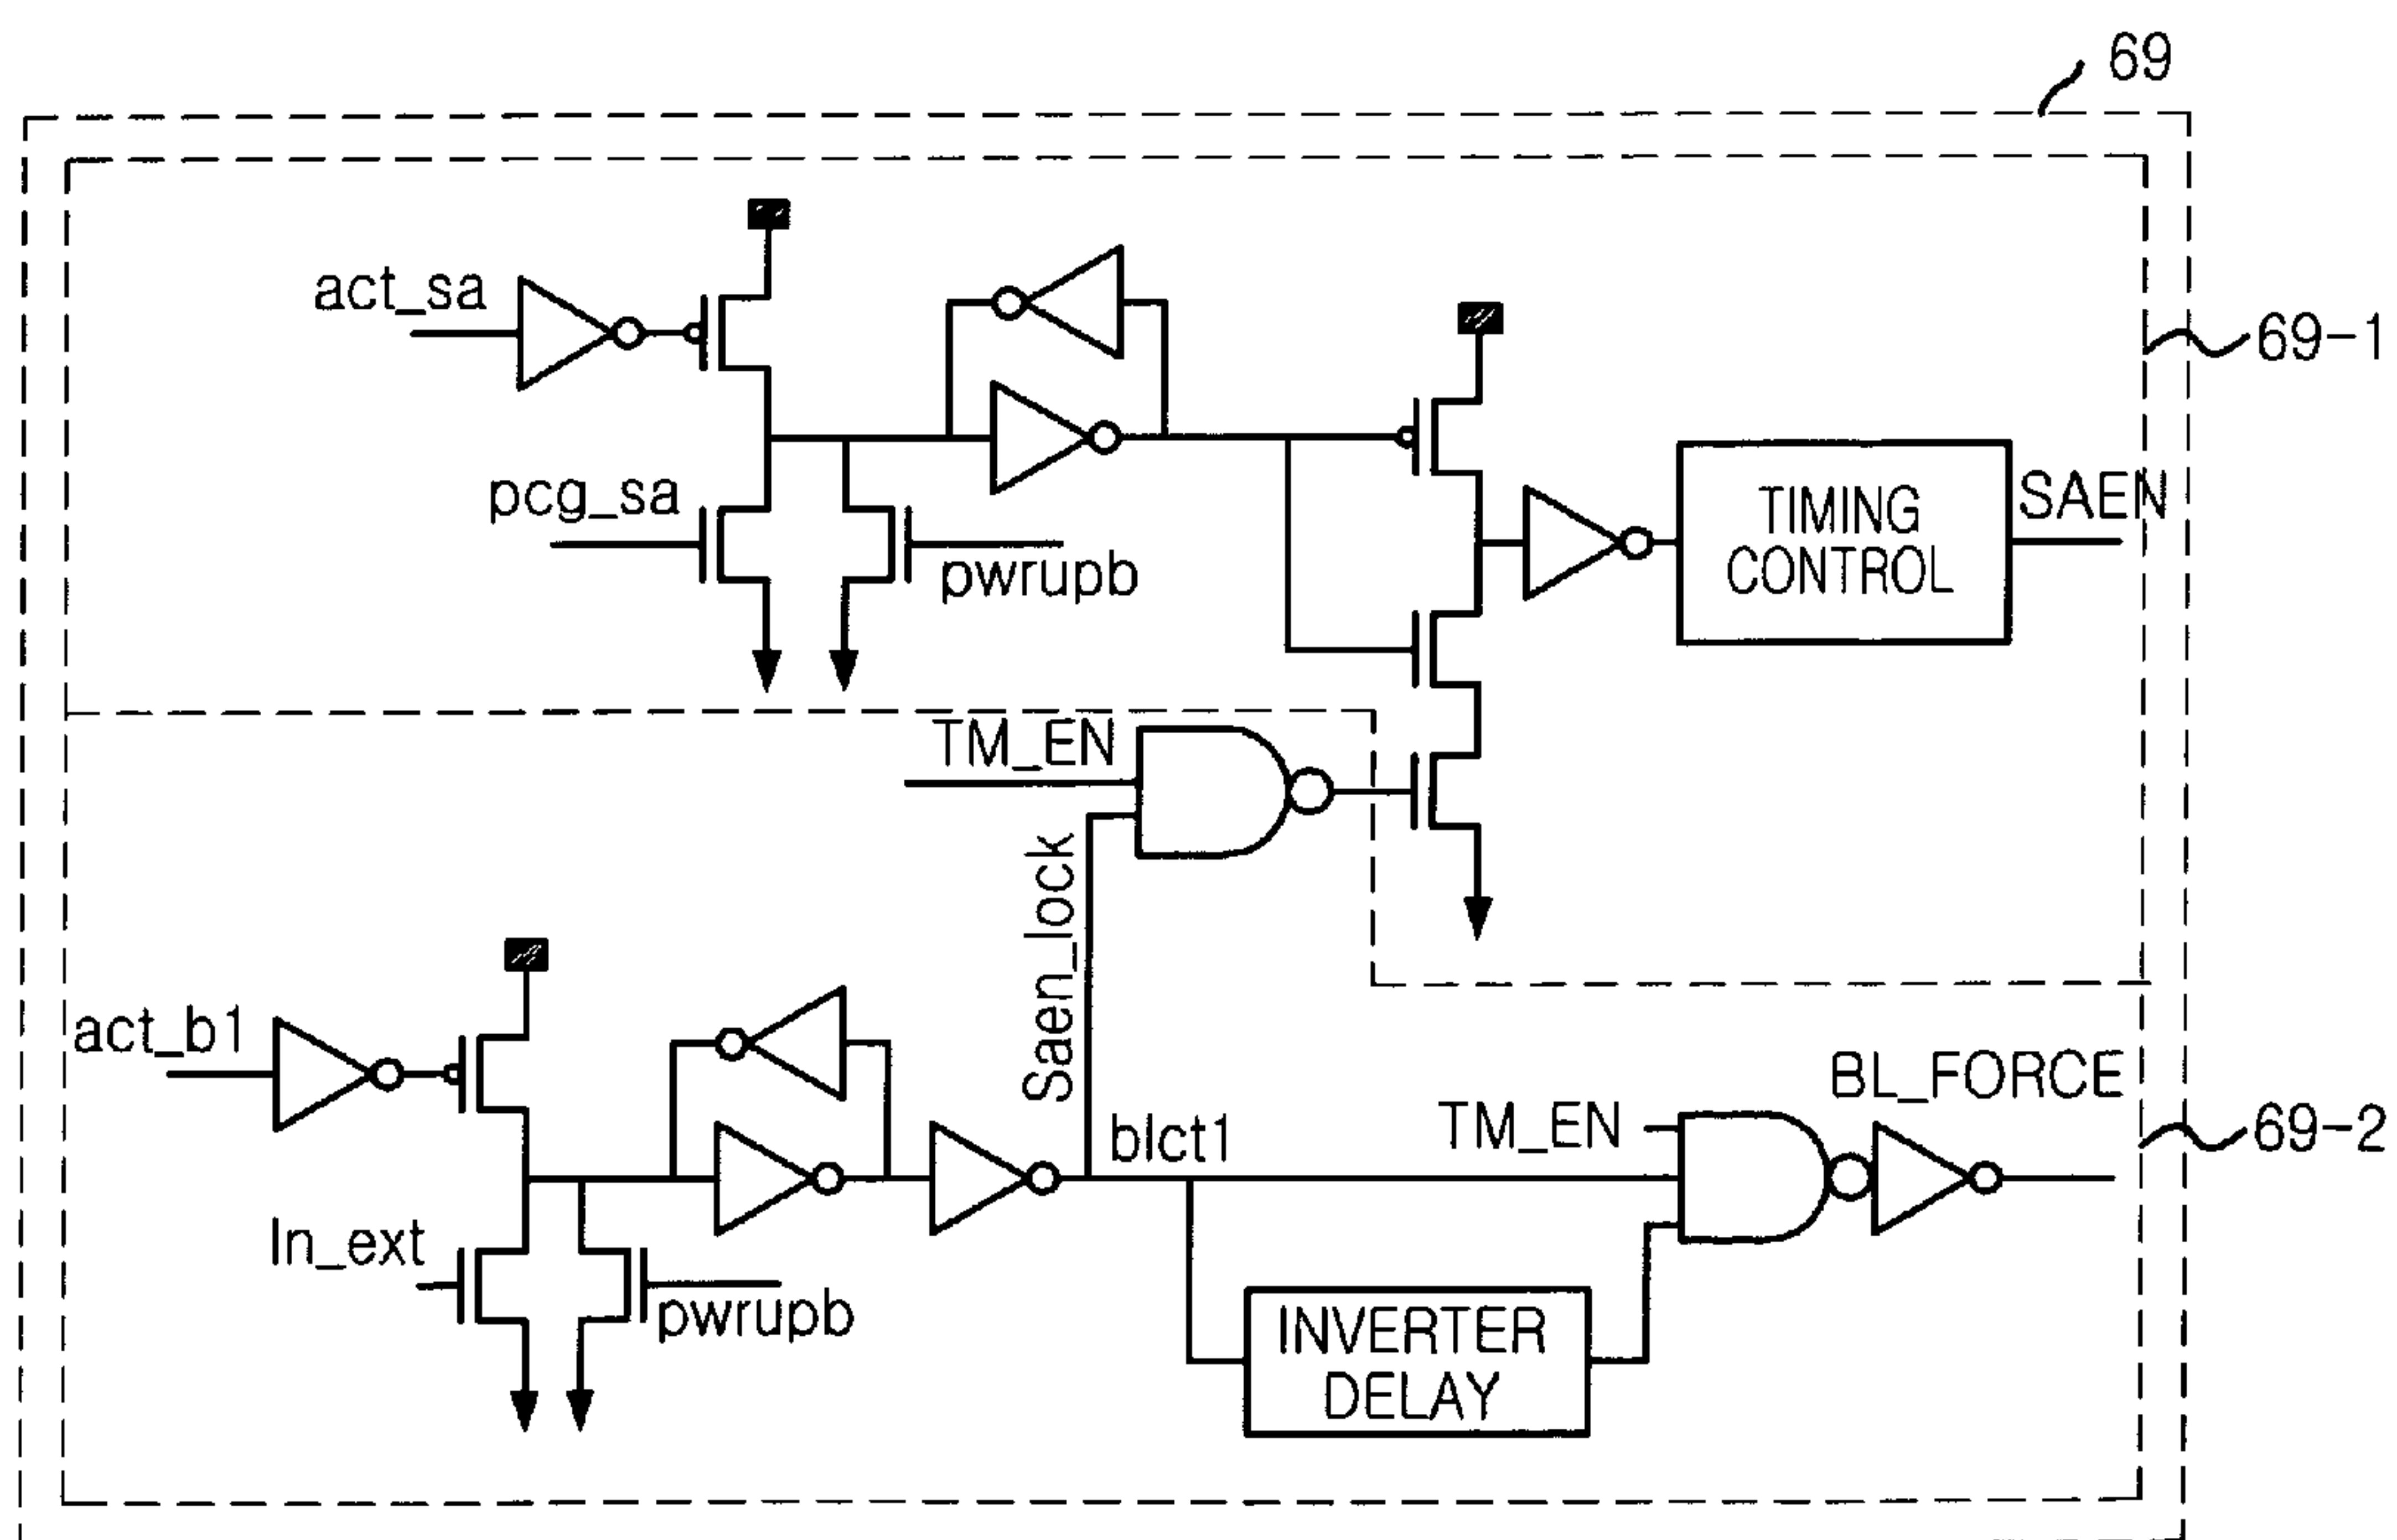 69
act_sa
69-1
pcg_sa
pwrupb
TIMING
CONTROL
SAEN
TM_EN
Saen_lock
act_b1
blct1
TM_EN
BL_FORCE
69-2
In_ext
pwrupb
INVERTER
DELAY